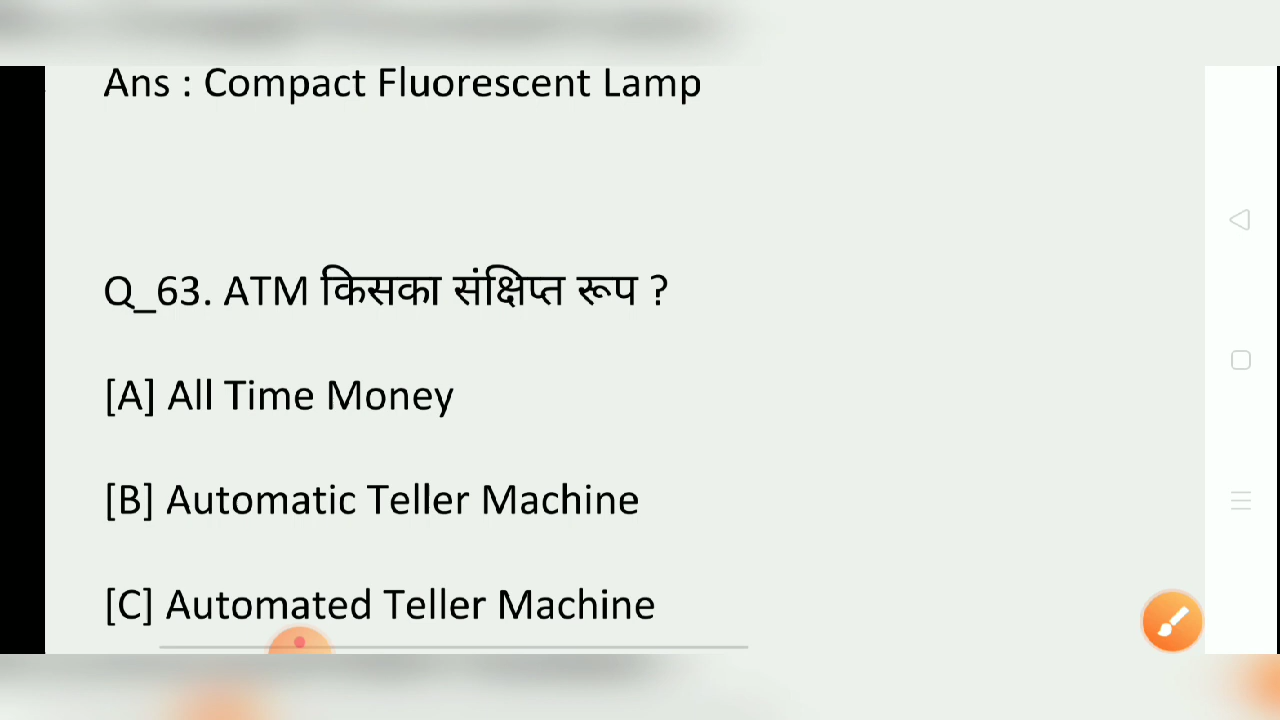 Ans : Compact Fluorescent Lamp
Q_63. ATM किसका संक्षिप्त रूप ?
[A] All Time Money
[B] Automatic Teller Machine
[C] Automated Teller Machine